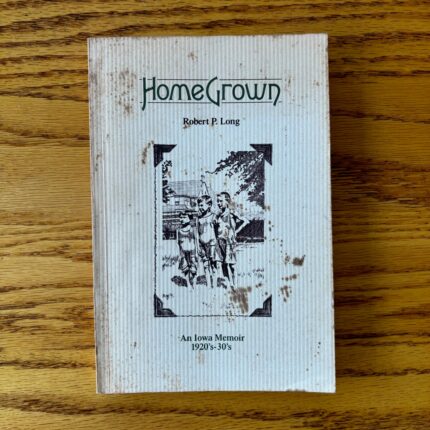 HomeGrown
Robert P. Long
An Iowa Memoir
1920's-30's